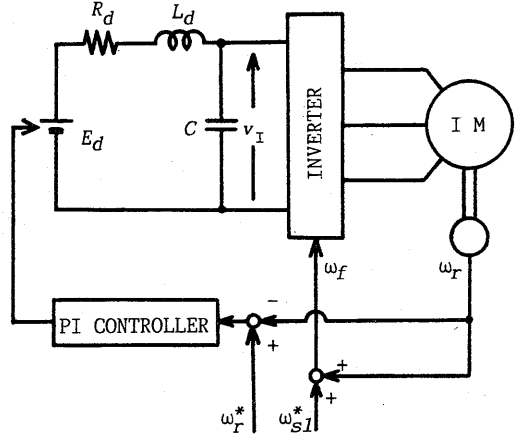 R_d L_d
INVERTER
I M
C v_I
E_d
ω_f
ω_r
−
PI CONTROLLER
+
+
+
ω_r^* ω_sl^*